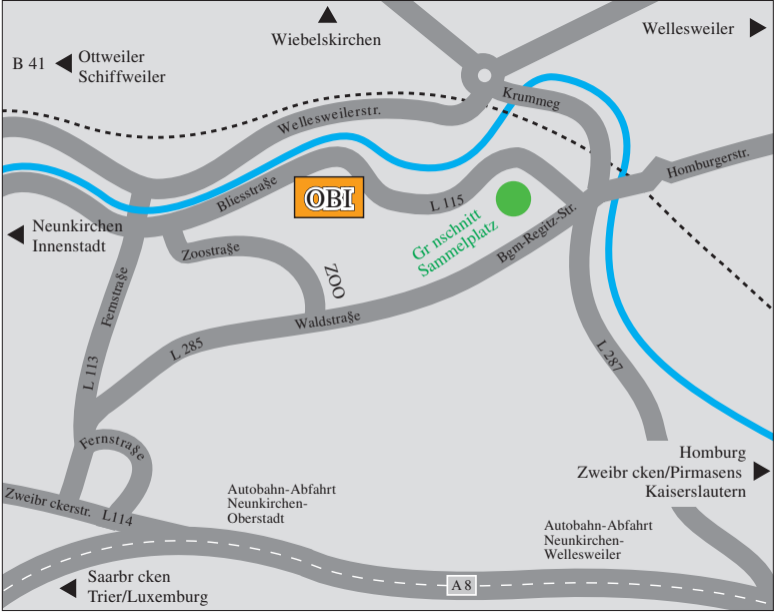 Wiebelskirchen
Wellesweiler
B 41
Ottweiler
Schiffweiler
Krummeg
Wellesweilerstr.
Homburgerstr.
Bliesstraße
OBI
L 115
Gr nschnitt
Sammelplatz
Bgm-Regitz-Str.
Neunkirchen
Innenstadt
Zoostraße
ZOO
Fernstraße
Waldstraße
L 285
L 113
L 287
Fernstraße
Homburg
Zweibr cken/Pirmasens
Kaiserslautern
Zweibr ckerstr. L114
Autobahn-Abfahrt
Neunkirchen-
Oberstadt
Autobahn-Abfahrt
Neunkirchen-
Wellesweiler
A 8
Saarbr cken
Trier/Luxemburg